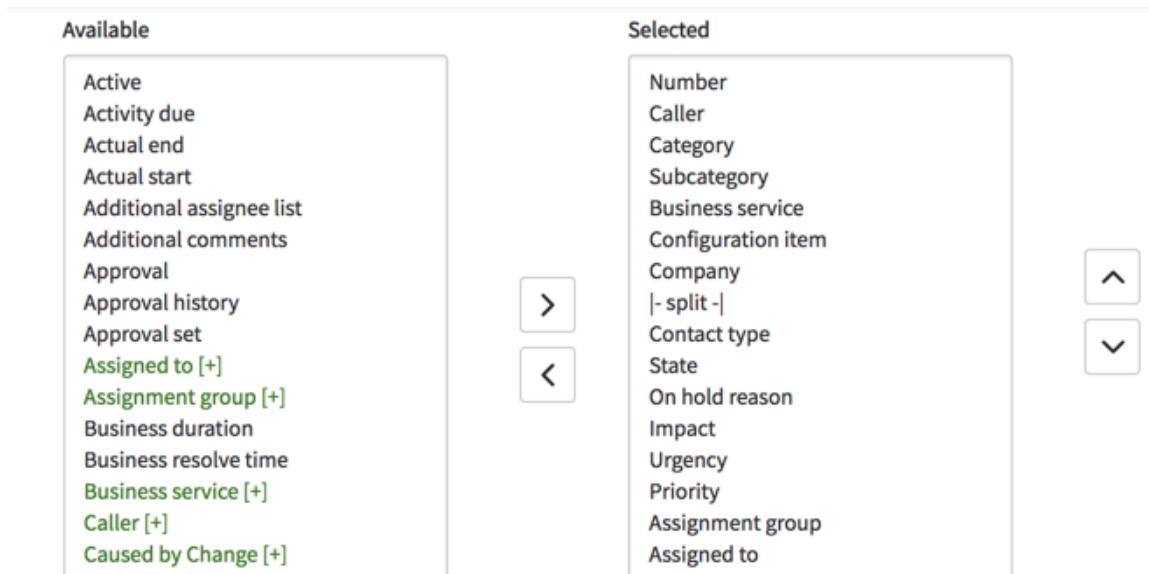 Available
Active
Activity due
Actual end
Actual start
Additional assignee list
Additional comments
Approval
Approval history
Approval set
Assigned to [+]
Assignment group [+]
Business duration
Business resolve time
Business service [+]
Caller [+]
Caused by Change [+]
Selected
Number
Caller
Category
Subcategory
Business service
Configuration item
Company
|- split -|
Contact type
State
On hold reason
Impact
Urgency
Priority
Assignment group
Assigned to